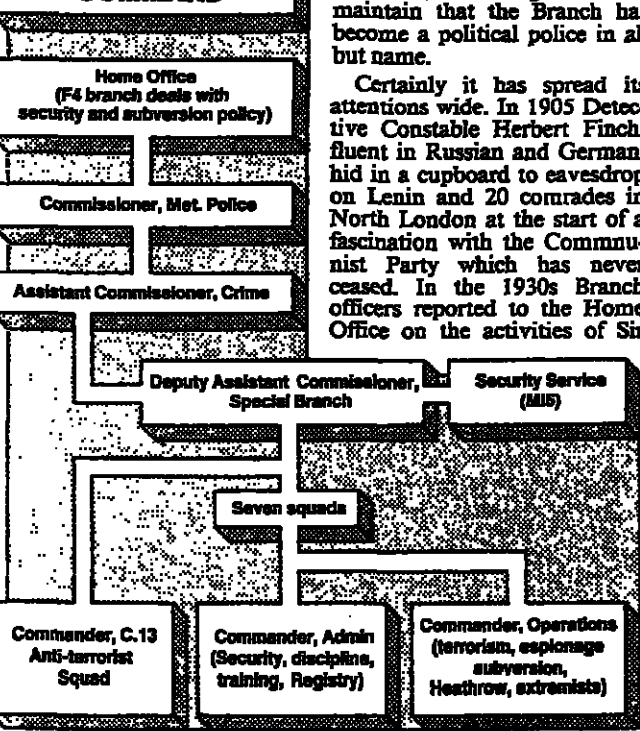 COMMAND
Home Office
(F4 branch deals with
security and subversion policy)
Commissioner, Met. Police
Assistant Commissioner, Crime
Deputy Assistant Commissioner,
Special Branch
Security Service
(MI5)
Seven squads
Commander, C.13
Anti-terrorist
Squad
Commander, Admin
(Security, discipline,
training, Registry)
Commander, Operations
(terrorism, espionage
subversion,
Heathrow, extremists)
maintain that the Branch ha
become a political police in al
but name.
Certainly it has spread its
attentions wide. In 1905 Detec-
tive Constable Herbert Finch,
fluent in Russian and German,
hid in a cupboard to eavesdrop
on Lenin and 20 comrades in
North London at the start of a
fascination with the Commu-
nist Party which has never
ceased. In the 1930s Branch
officers reported to the Home
Office on the activities of Sir